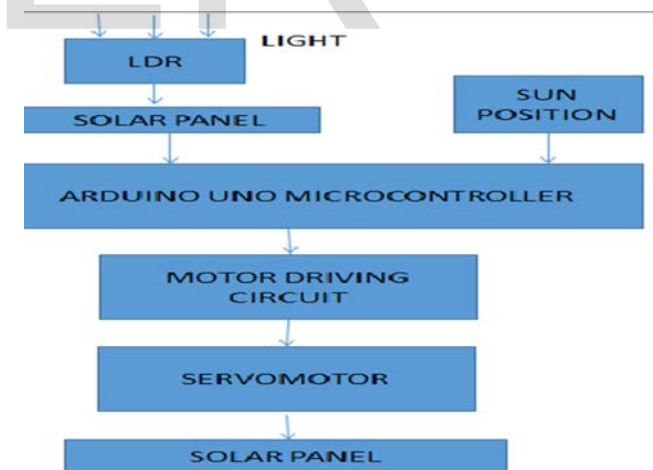 LIGHT
LDR
SOLAR PANEL
SUN
POSITION
ARDUINO UNO MICROCONTROLLER
MOTOR DRIVING
CIRCUIT
SERVOMOTOR
SOLAR PANEL